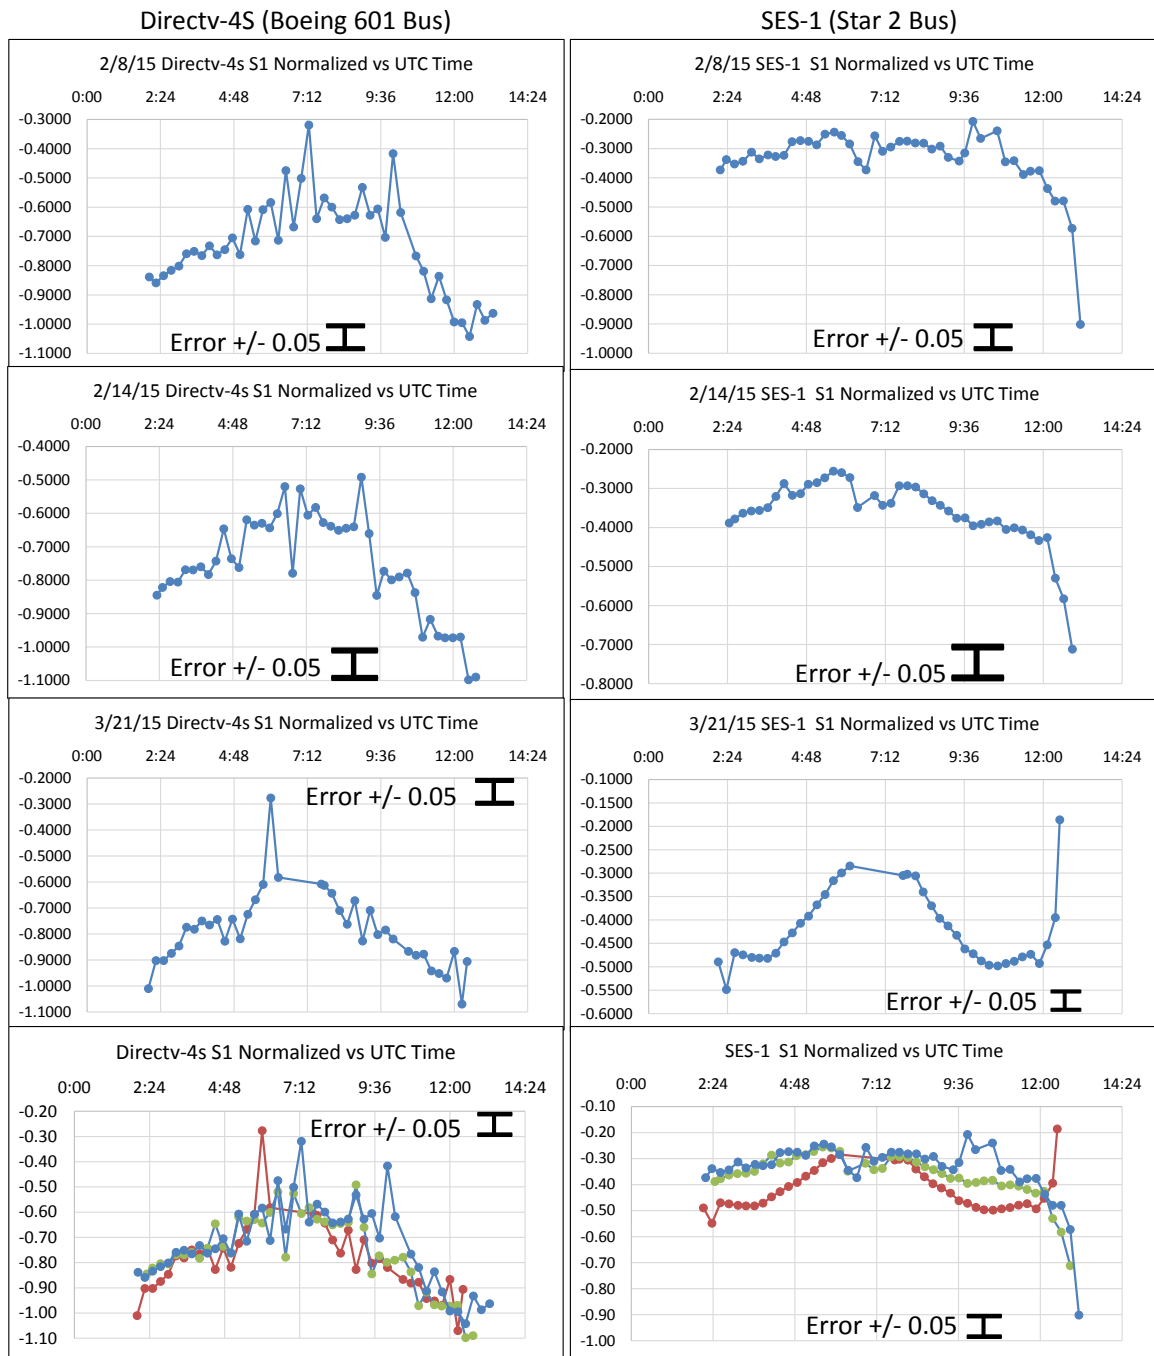 Directv-4S (Boeing 601 Bus)
SES-1 (Star 2 Bus)
2/8/15 Directv-4s S1 Normalized vs UTC Time
0:00 2:24 4:48 7:12 9:36 12:00 14:24
-0.3000
-0.4000
-0.5000
-0.6000
-0.7000
-0.8000
-0.9000
-1.0000
-1.1000
Error +/- 0.05
2/8/15 SES-1 S1 Normalized vs UTC Time
0:00 2:24 4:48 7:12 9:36 12:00 14:24
-0.2000
-0.3000
-0.4000
-0.5000
-0.6000
-0.7000
-0.8000
-0.9000
-1.0000
Error +/- 0.05
2/14/15 Directv-4s S1 Normalized vs UTC Time
0:00 2:24 4:48 7:12 9:36 12:00 14:24
-0.4000
-0.5000
-0.6000
-0.7000
-0.8000
-0.9000
-1.0000
-1.1000
Error +/- 0.05
2/14/15 SES-1 S1 Normalized vs UTC Time
0:00 2:24 4:48 7:12 9:36 12:00 14:24
-0.2000
-0.3000
-0.4000
-0.5000
-0.6000
-0.7000
-0.8000
Error +/- 0.05
3/21/15 Directv-4s S1 Normalized vs UTC Time
0:00 2:24 4:48 7:12 9:36 12:00 14:24
-0.2000
-0.3000
-0.4000
-0.5000
-0.6000
-0.7000
-0.8000
-0.9000
-1.0000
-1.1000
Error +/- 0.05
3/21/15 SES-1 S1 Normalized vs UTC Time
0:00 2:24 4:48 7:12 9:36 12:00 14:24
-0.1000
-0.1500
-0.2000
-0.2500
-0.3000
-0.3500
-0.4000
-0.4500
-0.5000
-0.5500
-0.6000
Error +/- 0.05
Directv-4s S1 Normalized vs UTC Time
0:00 2:24 4:48 7:12 9:36 12:00 14:24
-0.20
-0.30
-0.40
-0.50
-0.60
-0.70
-0.80
-0.90
-1.00
-1.10
Error +/- 0.05
SES-1 S1 Normalized vs UTC Time
0:00 2:24 4:48 7:12 9:36 12:00 14:24
-0.10
-0.20
-0.30
-0.40
-0.50
-0.60
-0.70
-0.80
-0.90
-1.00
Error +/- 0.05